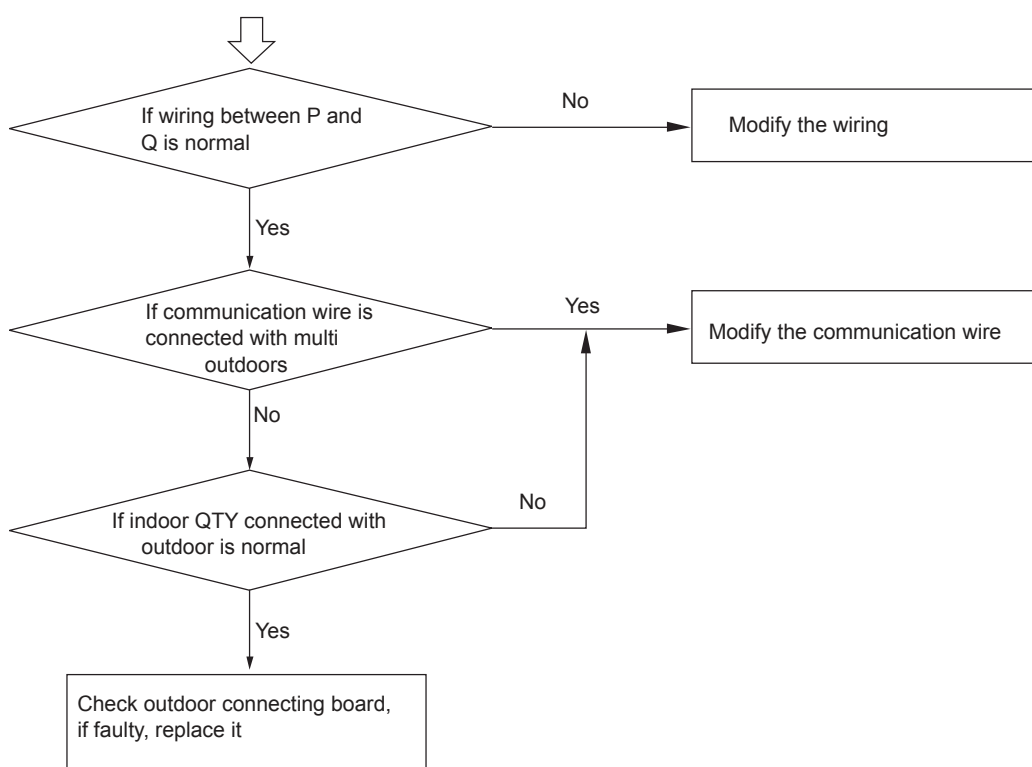 If wiring between P and
Q is normal
No
Modify the wiring
Yes
If communication wire is
connected with multi
outdoors
Yes
Modify the communication wire
No
If indoor QTY connected with
outdoor is normal
No
Yes
Check outdoor connecting board,
if faulty, replace it